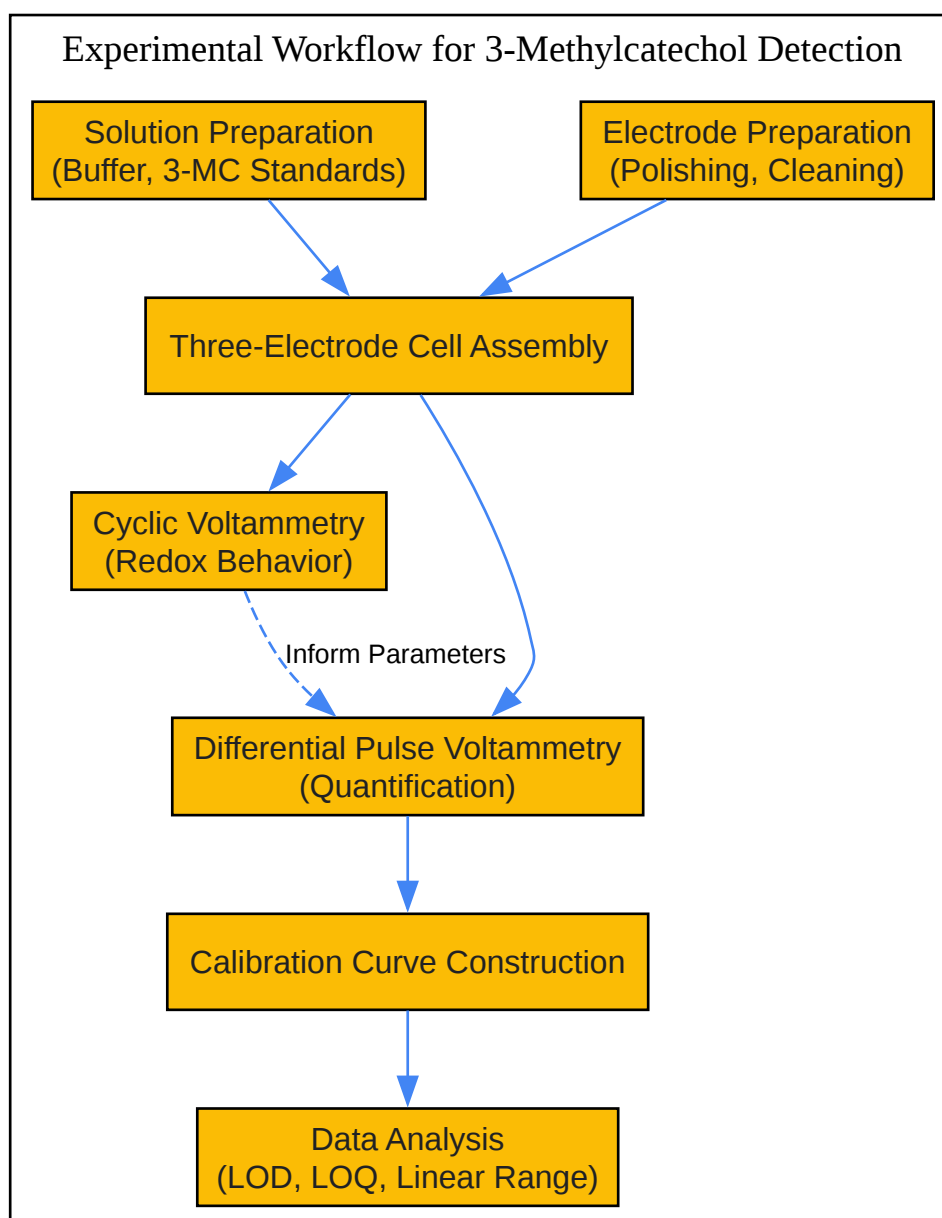 Experimental Workflow for 3-Methylcatechol Detection
Solution Preparation
(Buffer, 3-MC Standards)
Electrode Preparation
(Polishing, Cleaning)
Three-Electrode Cell Assembly
Cyclic Voltammetry
(Redox Behavior)
Inform Parameters
Differential Pulse Voltammetry
(Quantification)
Calibration Curve Construction
Data Analysis
(LOD, LOQ, Linear Range)